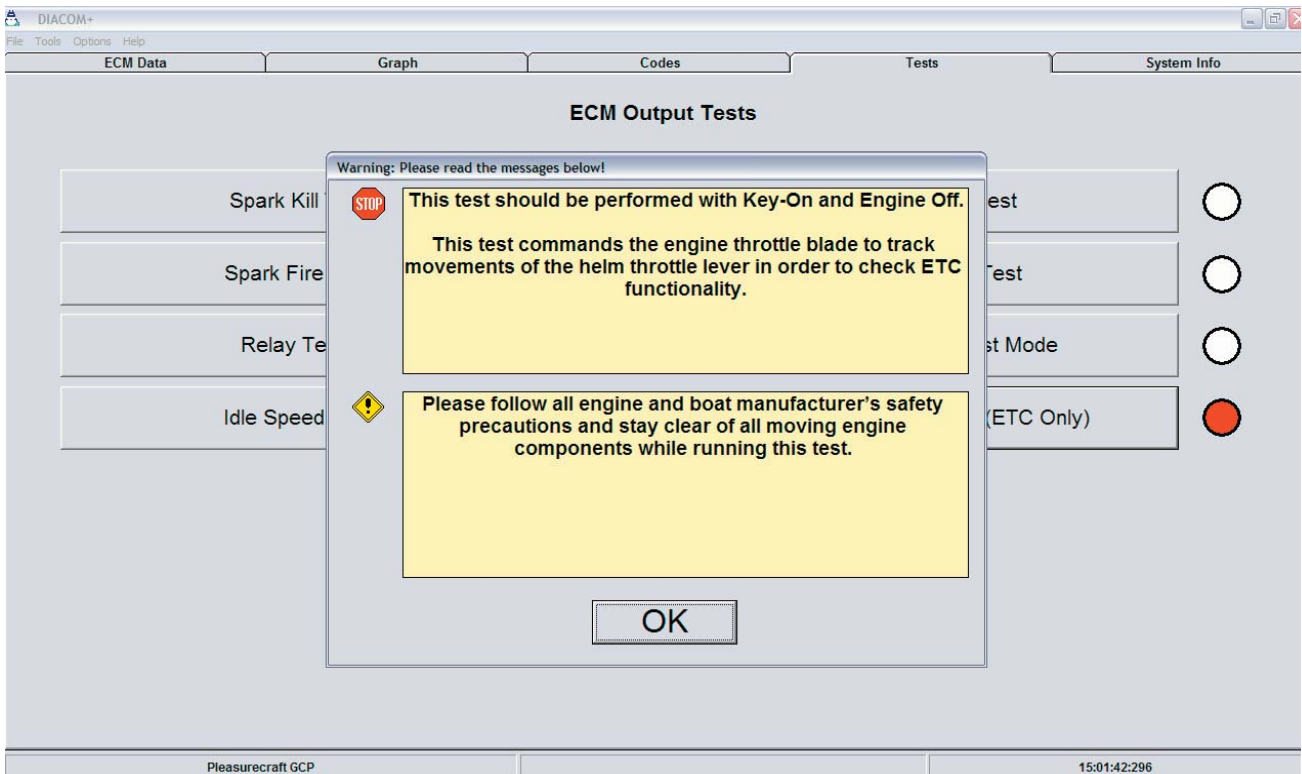 DIACOM+
File Tools Options Help
ECM Data Graph Codes Tests System Info
ECM Output Tests
Warning: Please read the messages below!
Spark Kill
STOP
This test should be performed with Key-On and Engine Off.
This test commands the engine throttle blade to track
movements of the helm throttle lever in order to check ETC
functionality.
est
Spark Fire
Test
Relay Te
st Mode
Idle Speed
Please follow all engine and boat manufacturer's safety
precautions and stay clear of all moving engine
components while running this test.
(ETC Only)
OK
Pleasurecraft GCP 15:01:42:296